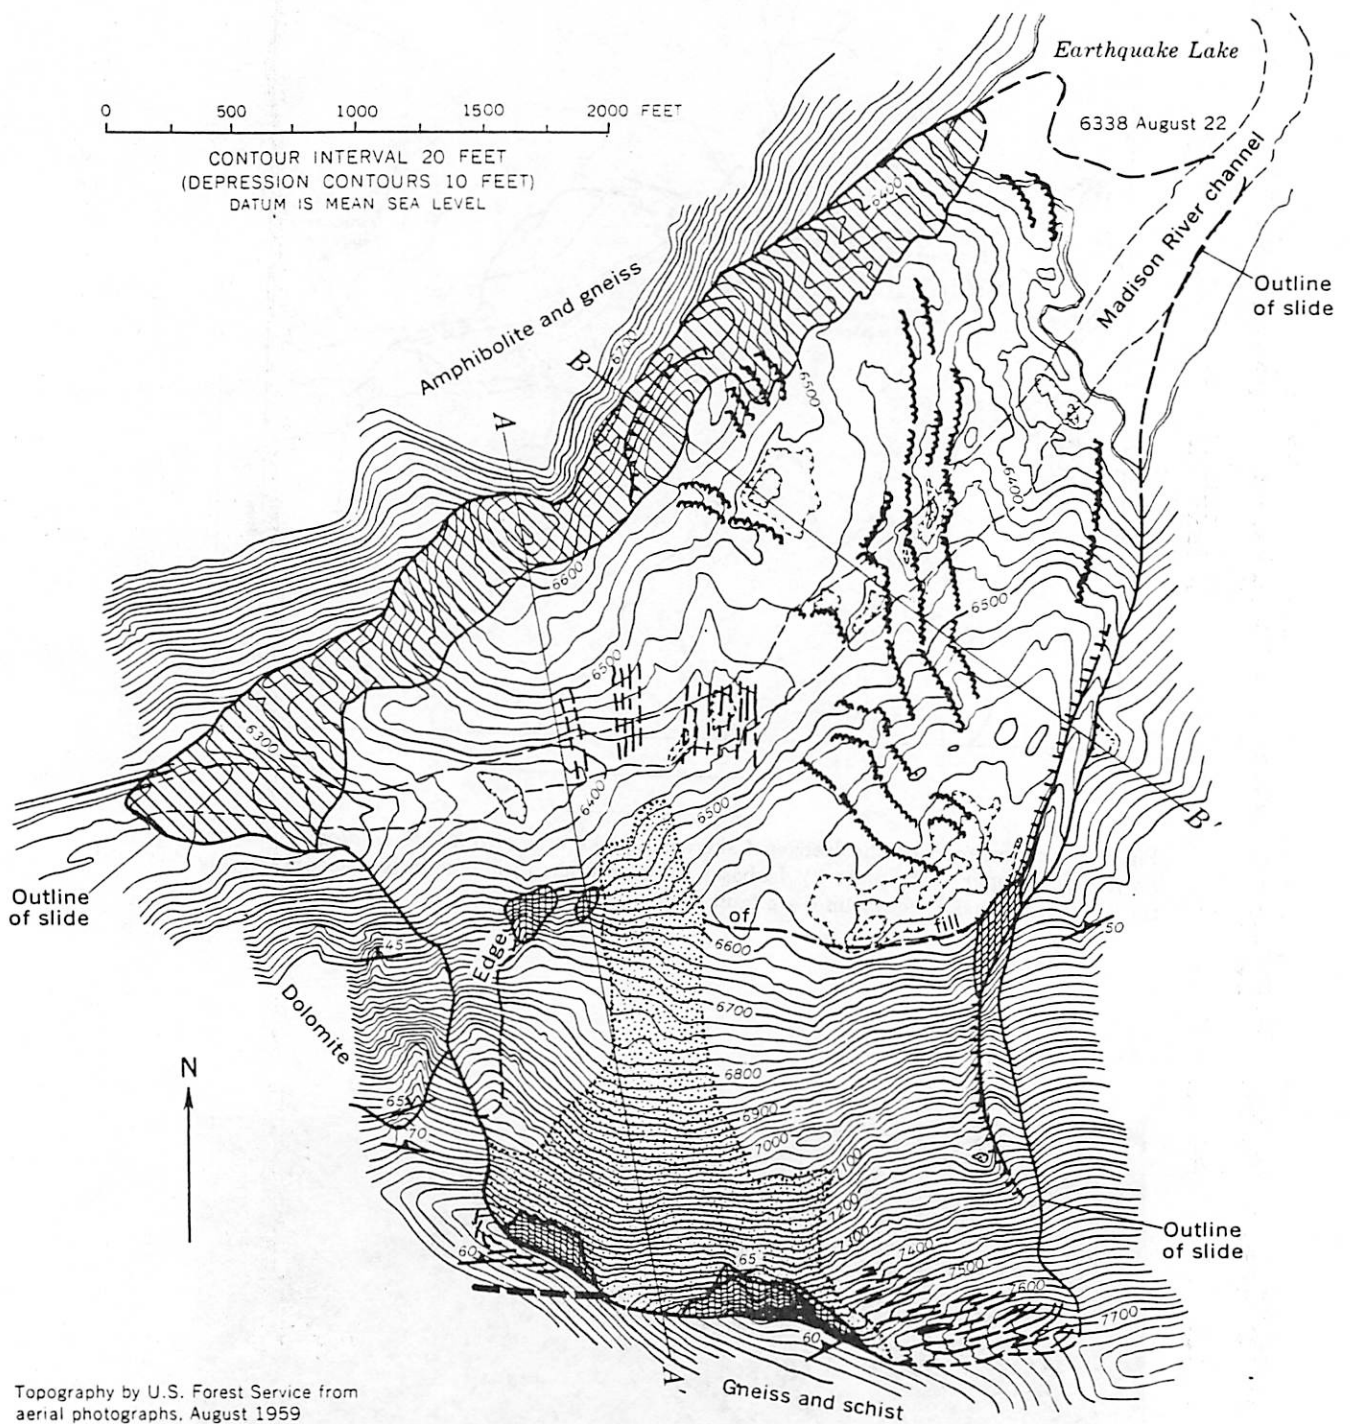 Earthquake Lake
0 500 1000 1500 2000 FEET
6338 August 22
CONTOUR INTERVAL 20 FEET
(DEPRESSION CONTOURS 10 FEET)
DATUM IS MEAN SEA LEVEL
Madison River channel
6400
Outline
of slide
Amphibolite and gneiss
6700
B
A
6500
6400
6600
6500
6500
6300
6400
6500
B'
Outline
of slide
of
fill
50
6600
45
Edge
6700
Dolomite
N
6800
65
6900
70
7000
7100
7200
7300
Outline
of slide
60
65
7400
7500
7600
7700
60
A'
Gneiss and schist
Topography by U.S. Forest Service from
aerial photographs, August 1959